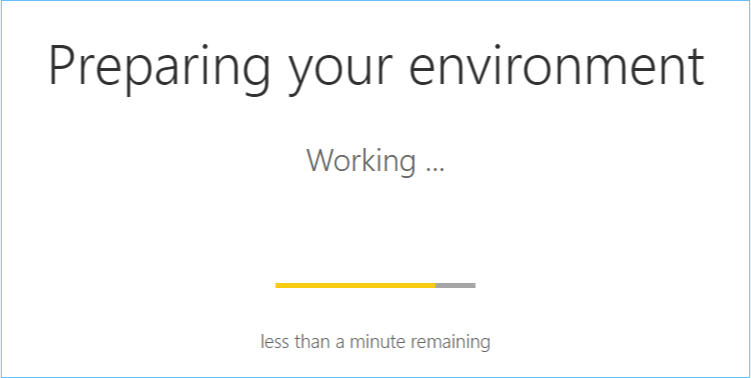 Preparing your environment
Working ...
less than a minute remaining